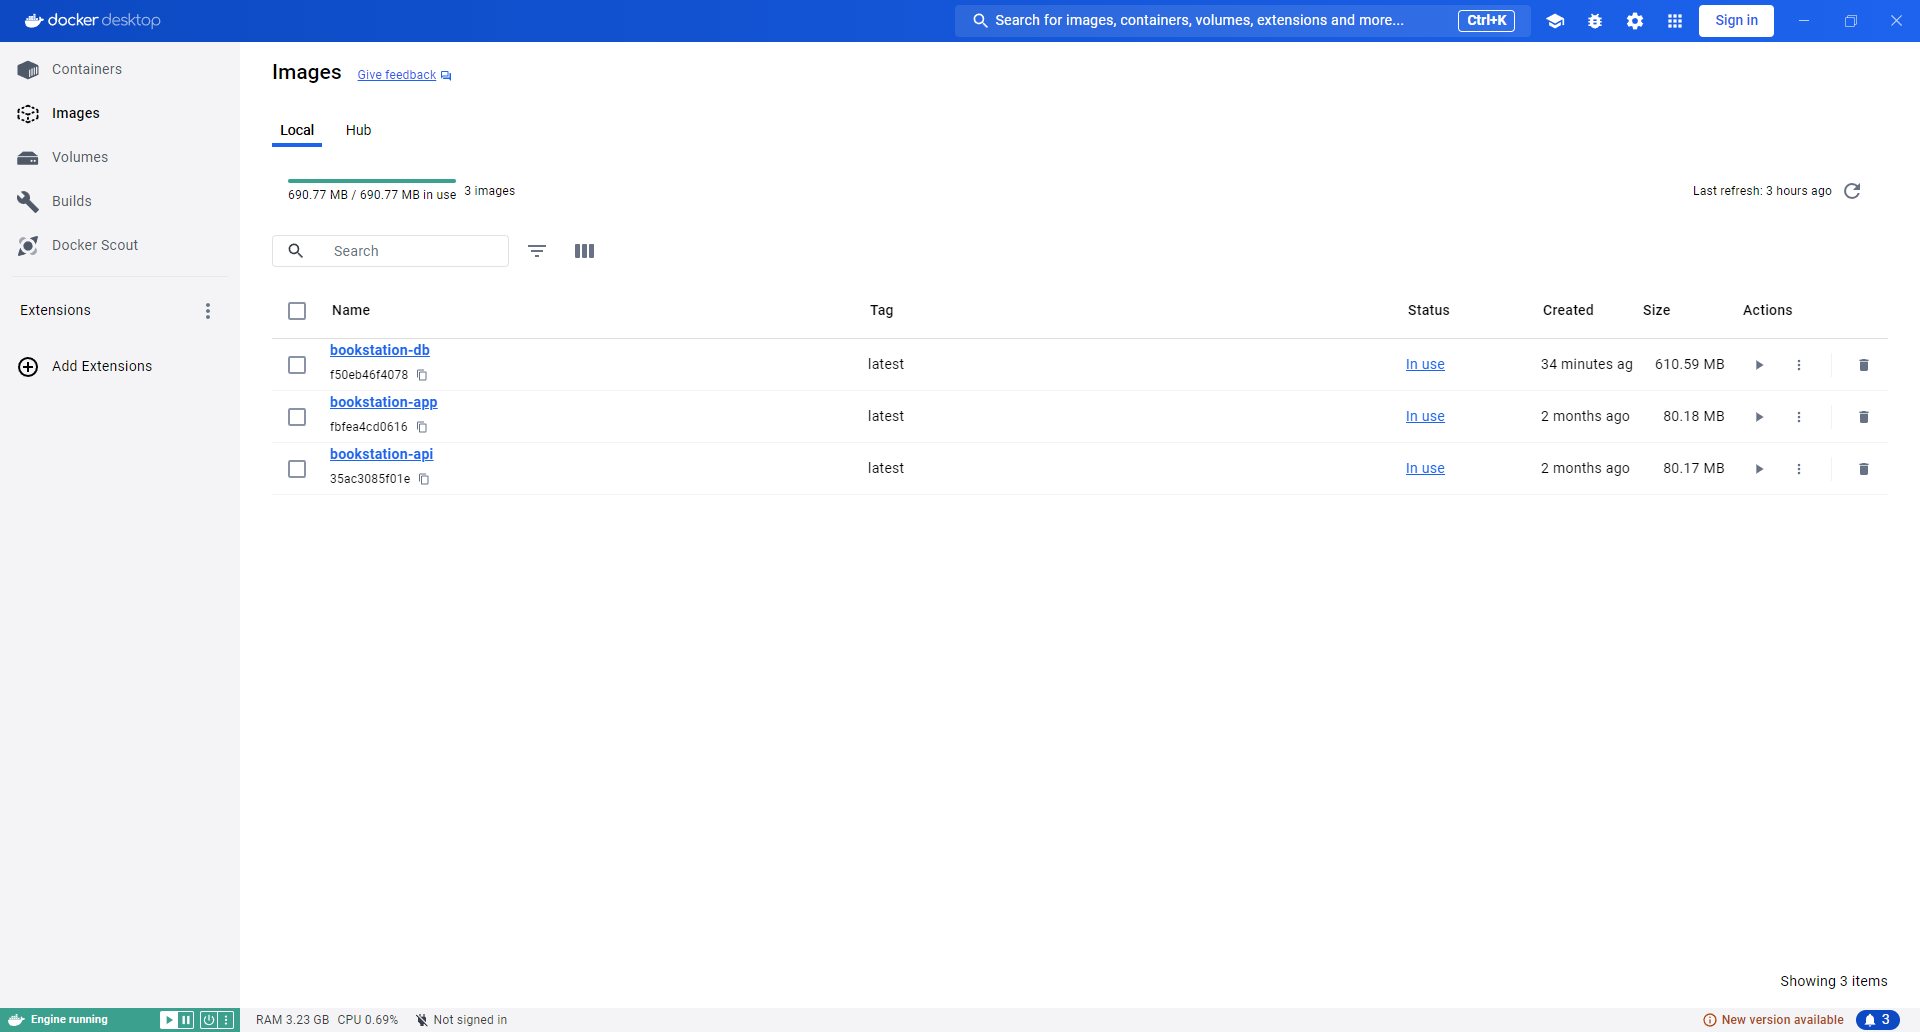 docker desktop
Search for images, containers, volumes, extensions and more... Ctrl+K
Sign in
Containers
Images
Volumes
Builds
Docker Scout
Extensions
Add Extensions
Images Give feedback
Local Hub
690.77 MB / 690.77 MB in use 3 images
Last refresh: 3 hours ago
Search
Name Tag Status Created Size Actions
bookstation-db
f50eb46f4078
latest In use 34 minutes ag 610.59 MB
bookstation-app
fbfea4cd0616
latest In use 2 months ago 80.18 MB
bookstation-api
35ac3085f01e
latest In use 2 months ago 80.17 MB
Showing 3 items
Engine running
RAM 3.23 GB CPU 0.69% Not signed in
New version available 3